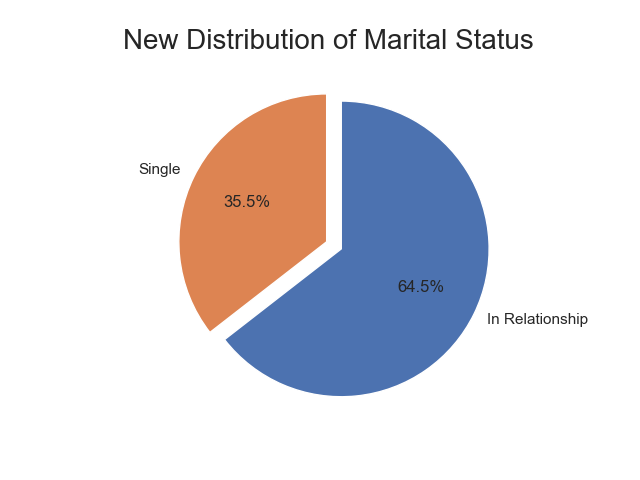 New Distribution of Marital Status
Single
35.5%
64.5%
In Relationship